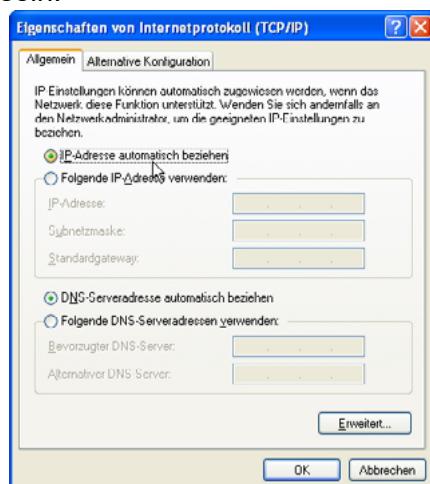 Eigenschaften von Internetprotokoll (TCP/IP)
Allgemein Alternative Konfiguration
IP Einstellungen können automatisch zugewiesen werden, wenn das
Netzwerk diese Funktion unterstützt. Wenden Sie sich andernfalls an
den Netzwerkadministrator, um die geeigneten IP-Einstellungen zu
beziehen.
IP-Adresse automatisch beziehen
Folgende IP-Adresse verwenden:
IP-Adresse:
Subnetzmaske:
Standardgateway:
DNS-Serveradresse automatisch beziehen
Folgende DNS-Serveradressen verwenden:
Bevorzugter DNS-Server:
Alternativer DNS Server:
Erweitert...
OK Abbrechen